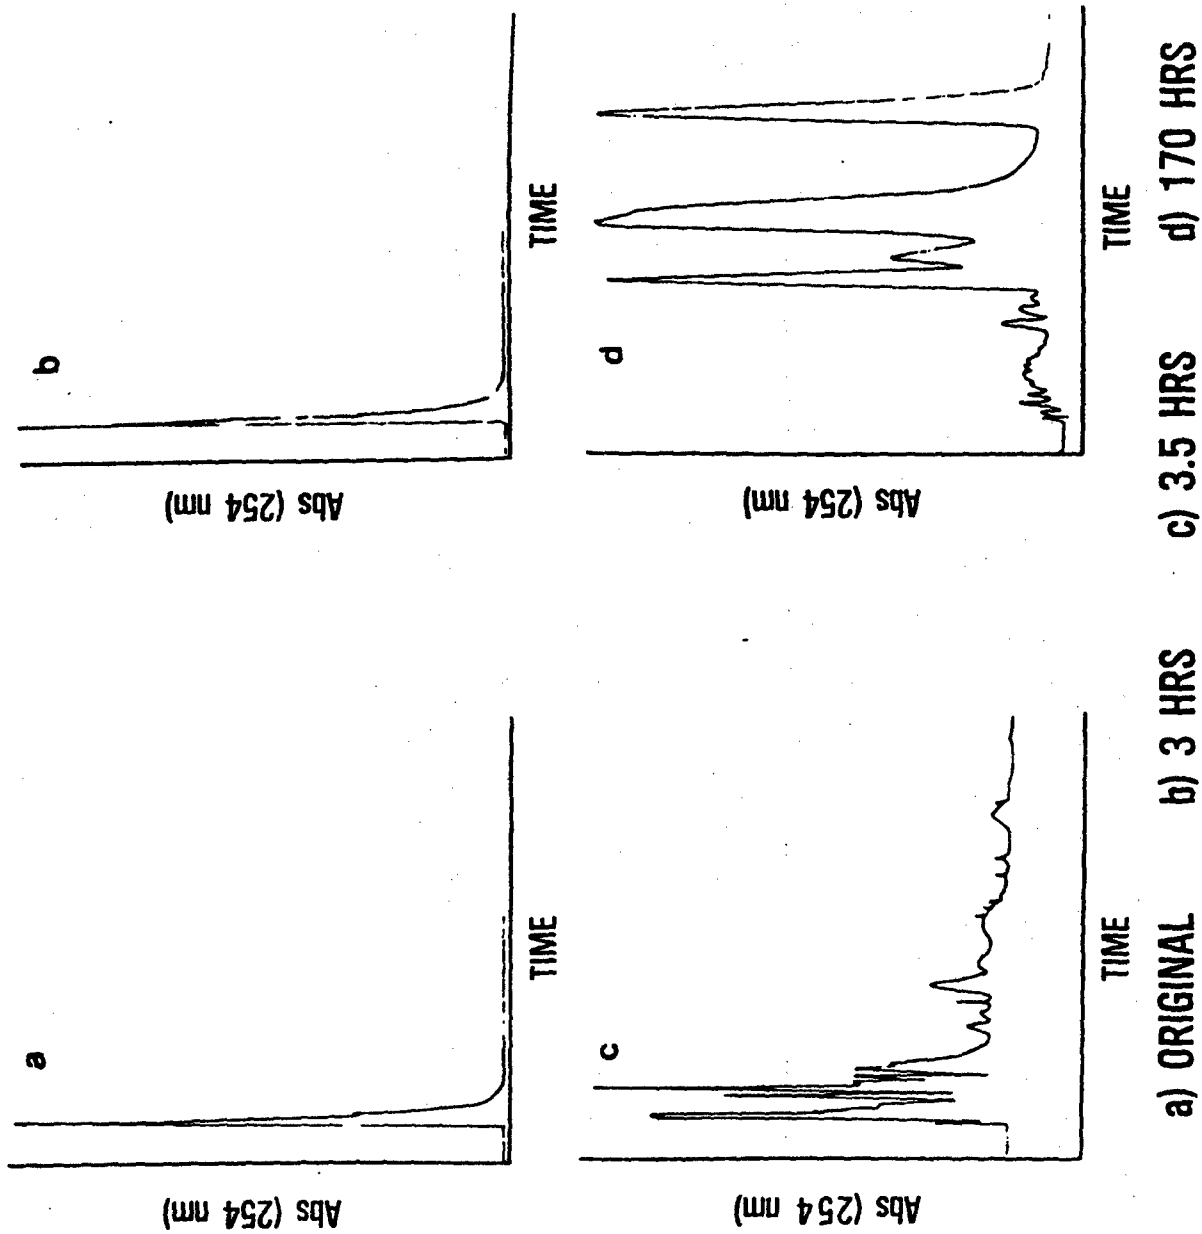 a
Abs (254 nm)
TIME
b
Abs (254 nm)
TIME
c
Abs (254 nm)
TIME
d
Abs (254 nm)
TIME
a) ORIGINAL b) 3 HRS c) 3.5 HRS d) 170 HRS